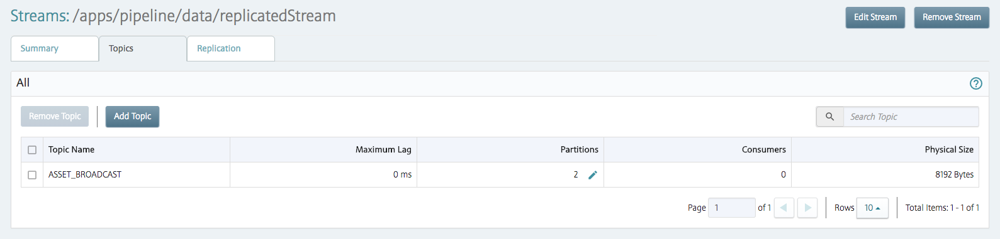 Streams: /apps/pipeline/data/replicatedStream
Edit Stream
Remove Stream
Summary
Topics
Replication
All
Remove Topic
Add Topic
Search Topic
Topic Name Maximum Lag Partitions Consumers Physical Size
ASSET_BROADCAST 0 ms 2 0 8192 Bytes
Page 1 of 1 Rows 10 Total Items: 1 - 1 of 1